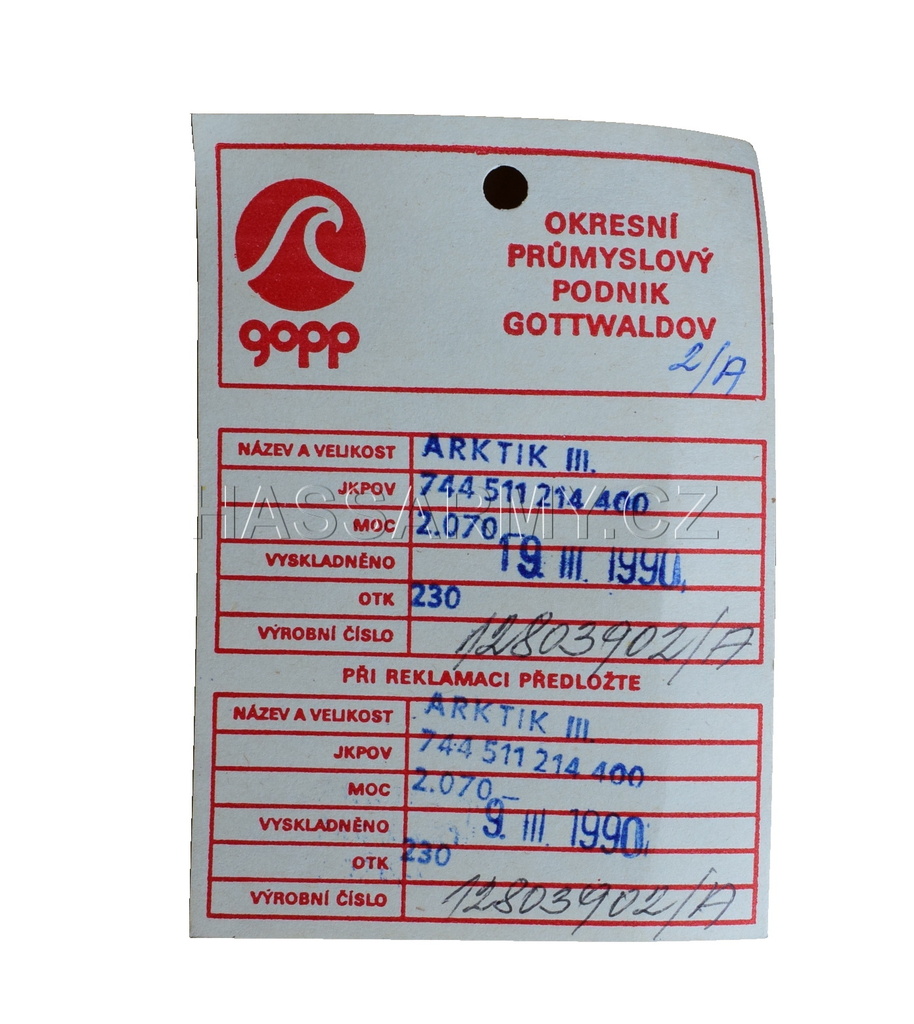 gopp
OKRESNÍ
PRŮMYSLOVÝ
PODNIK
GOTTWALDOV
2/A
NÁZEV A VELIKOST ARKTIK III.
JKPOV 744 511 214 400
HASSARMY.CZ
MOC 2.070,–
VYSKLADNĚNO 19. III. 1990
OTK 230
VÝROBNÍ ČÍSLO 12803902/A
PŘI REKLAMACI PŘEDLOŽTE
NÁZEV A VELIKOST ARKTIK III.
JKPOV 744 511 214 400
MOC 2.070,–
VYSKLADNĚNO 9. III. 1990
OTK 230
VÝROBNÍ ČÍSLO 12803902/A